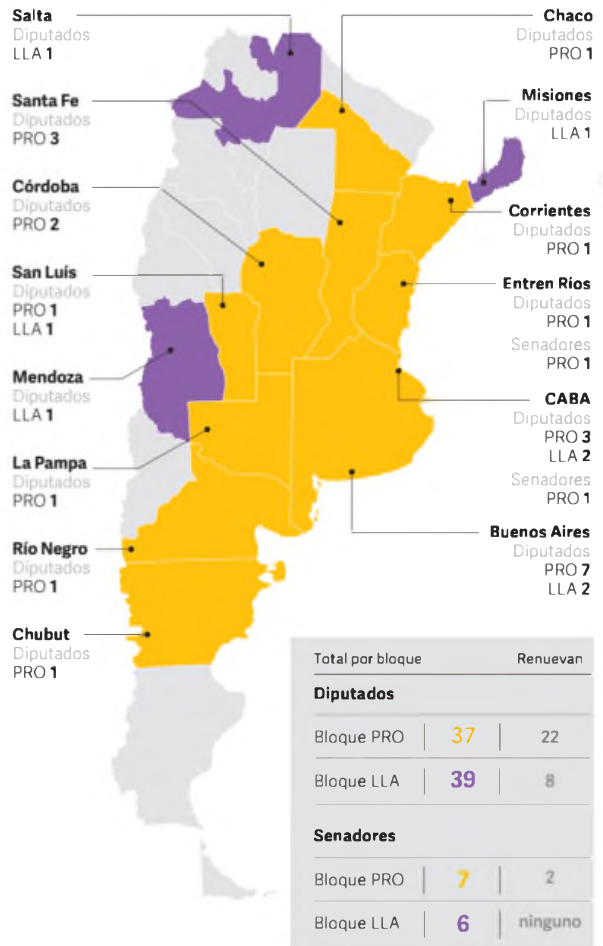 Salta
Diputados
LLA 1
Santa Fe
Diputados
PRO 3
Córdoba
Diputados
PRO 2
San Luís
Diputados
PRO 1
LLA 1
Mendoza
Diputados
LLA 1
La Pampa
Diputados
PRO 1
Río Negro
Diputados
PRO 1
Chubut
Diputados
PRO 1
Chaco
Diputados
PRO 1
Misiones
Diputados
LLA 1
Corrientes
Diputados
PRO 1
Entren Ríos
Diputados
PRO 1
Senadores
PRO 1
CABA
Diputados
PRO 3
LLA 2
Senadores
PRO 1
Buenos Aires
Diputados
PRO 7
LLA 2
Total por bloque Renuevan
Diputados
Bloque PRO 37 22
Bloque LLA 39 8
Senadores
Bloque PRO 7 2
Bloque LLA 6 ninguno